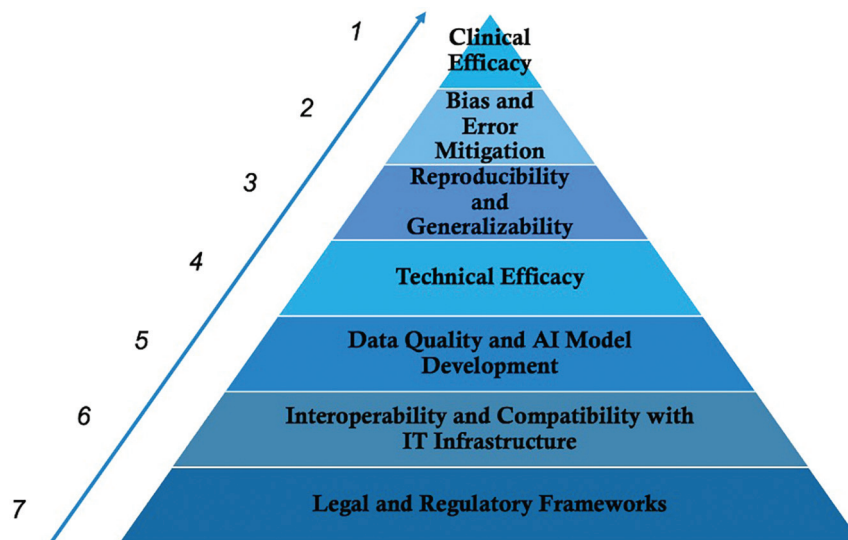 1
Clinical
Efficacy
2
Bias and
Error
Mitigation
3
Reproducibility
and
Generalizability
4
Technical Efficacy
5
Data Quality and AI Model
Development
6
Interoperability and Compatibility with
IT Infrastructure
7
Legal and Regulatory Frameworks